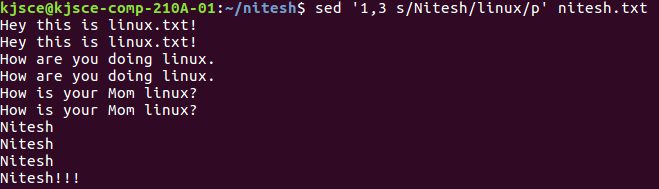 kjsce@kjsce-comp-210A-01:~/nitesh$ sed '1,3 s/Nitesh/linux/p' nitesh.txt
Hey this is linux.txt!
Hey this is linux.txt!
How are you doing linux.
How are you doing linux.
How is your Mom linux?
How is your Mom linux?
Nitesh
Nitesh
Nitesh
Nitesh!!!